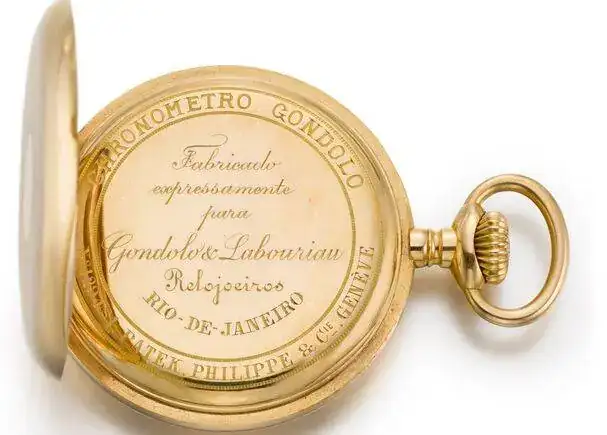 CHRONOMETRO GONDOLO
Fabricado
expressamente
para
Gondolo & Labouriau
Relojoeiros
RIO-DE-JANEIRO
PATEK, PHILIPPE & CIE. GENÈVE